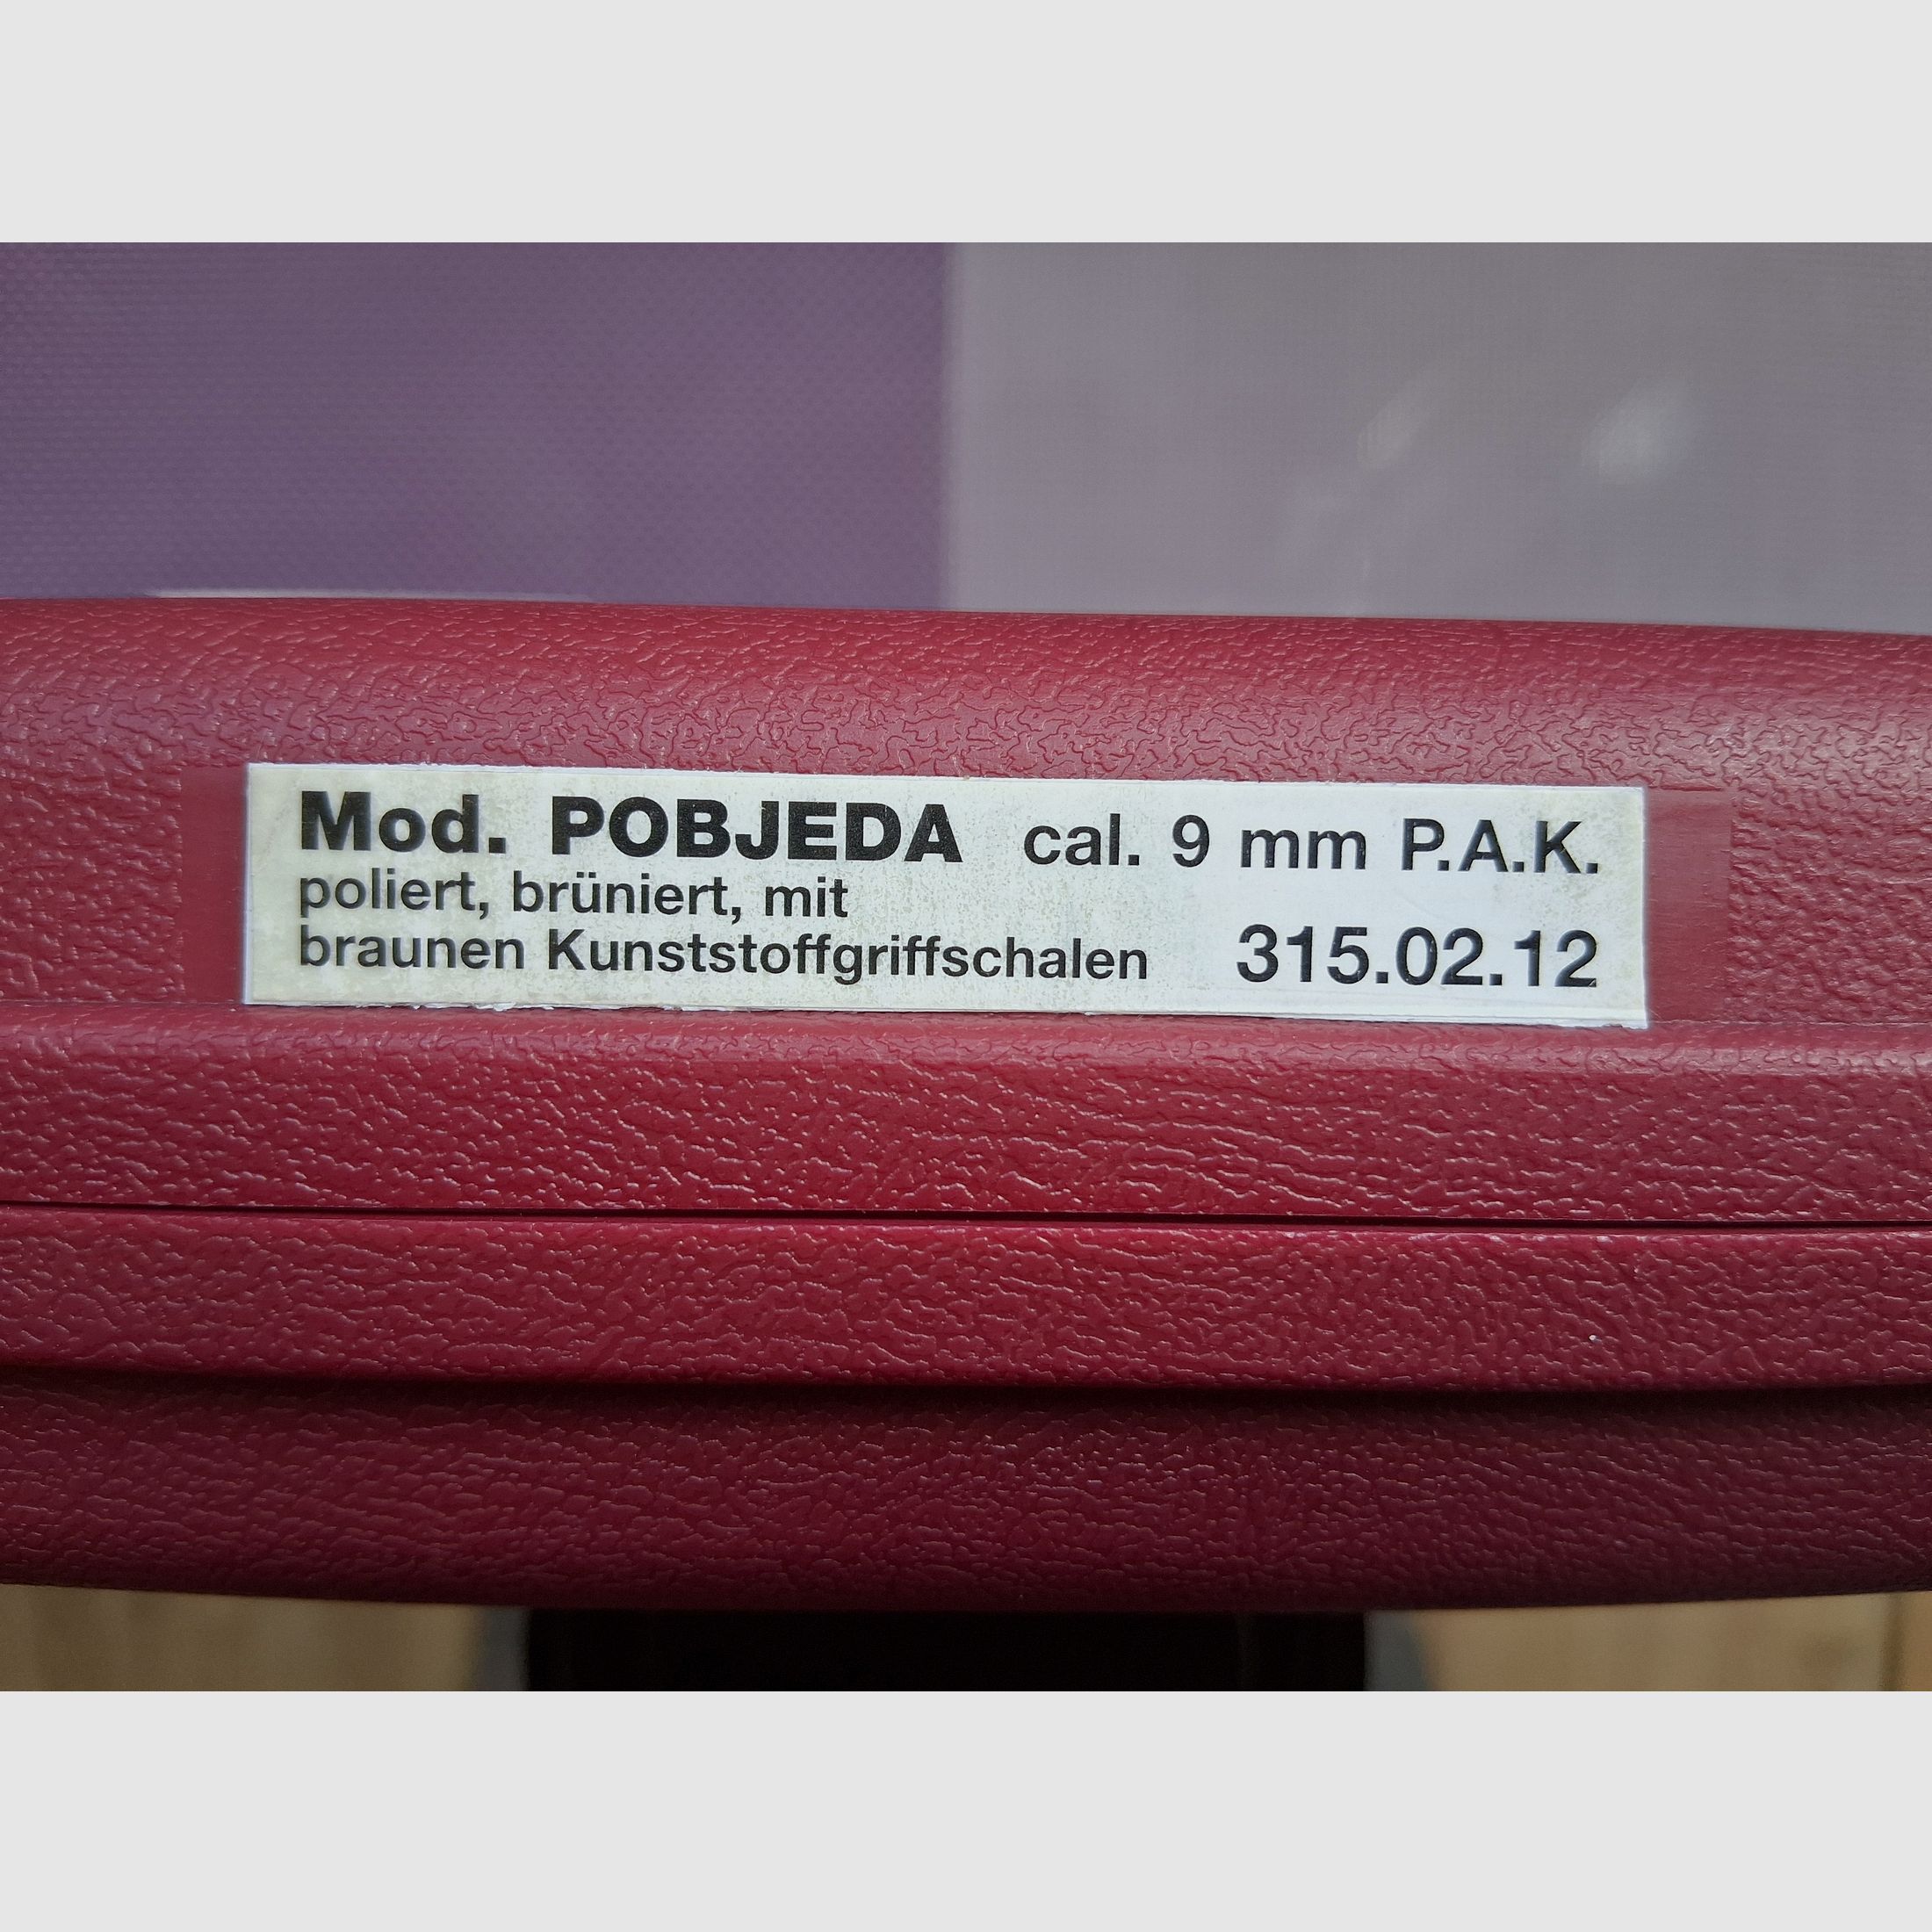 Mod. POBJEDA cal. 9 mm P.A.K.
poliert, brüniert, mit
braunen Kunststoffgriffschalen 315.02.12